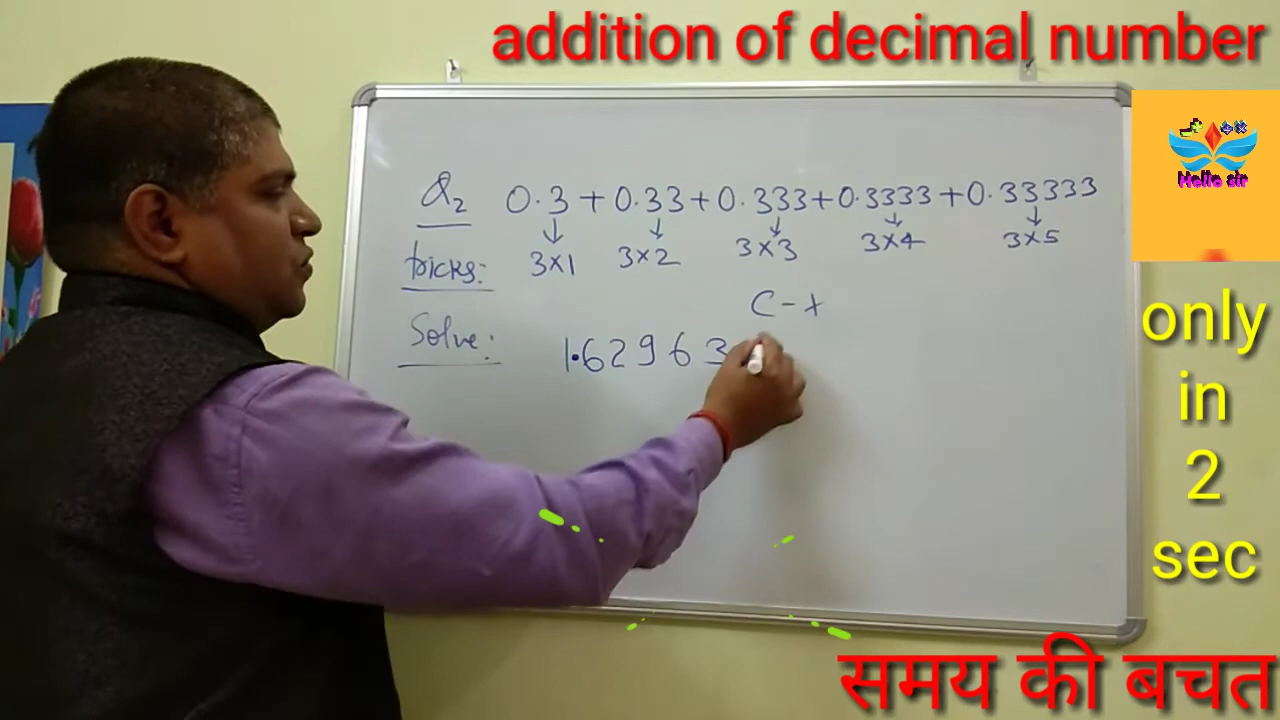 addition of decimal number
Hello sir
Q2 0.3 + 0.33 + 0.333 + 0.3333 + 0.33333
↓ ↓ ↓ ↓ ↓
tricks: 3×1 3×2 3×3 3×4 3×5
C-x
Solve: 1.62963
only
in
2
sec
समय की बचत